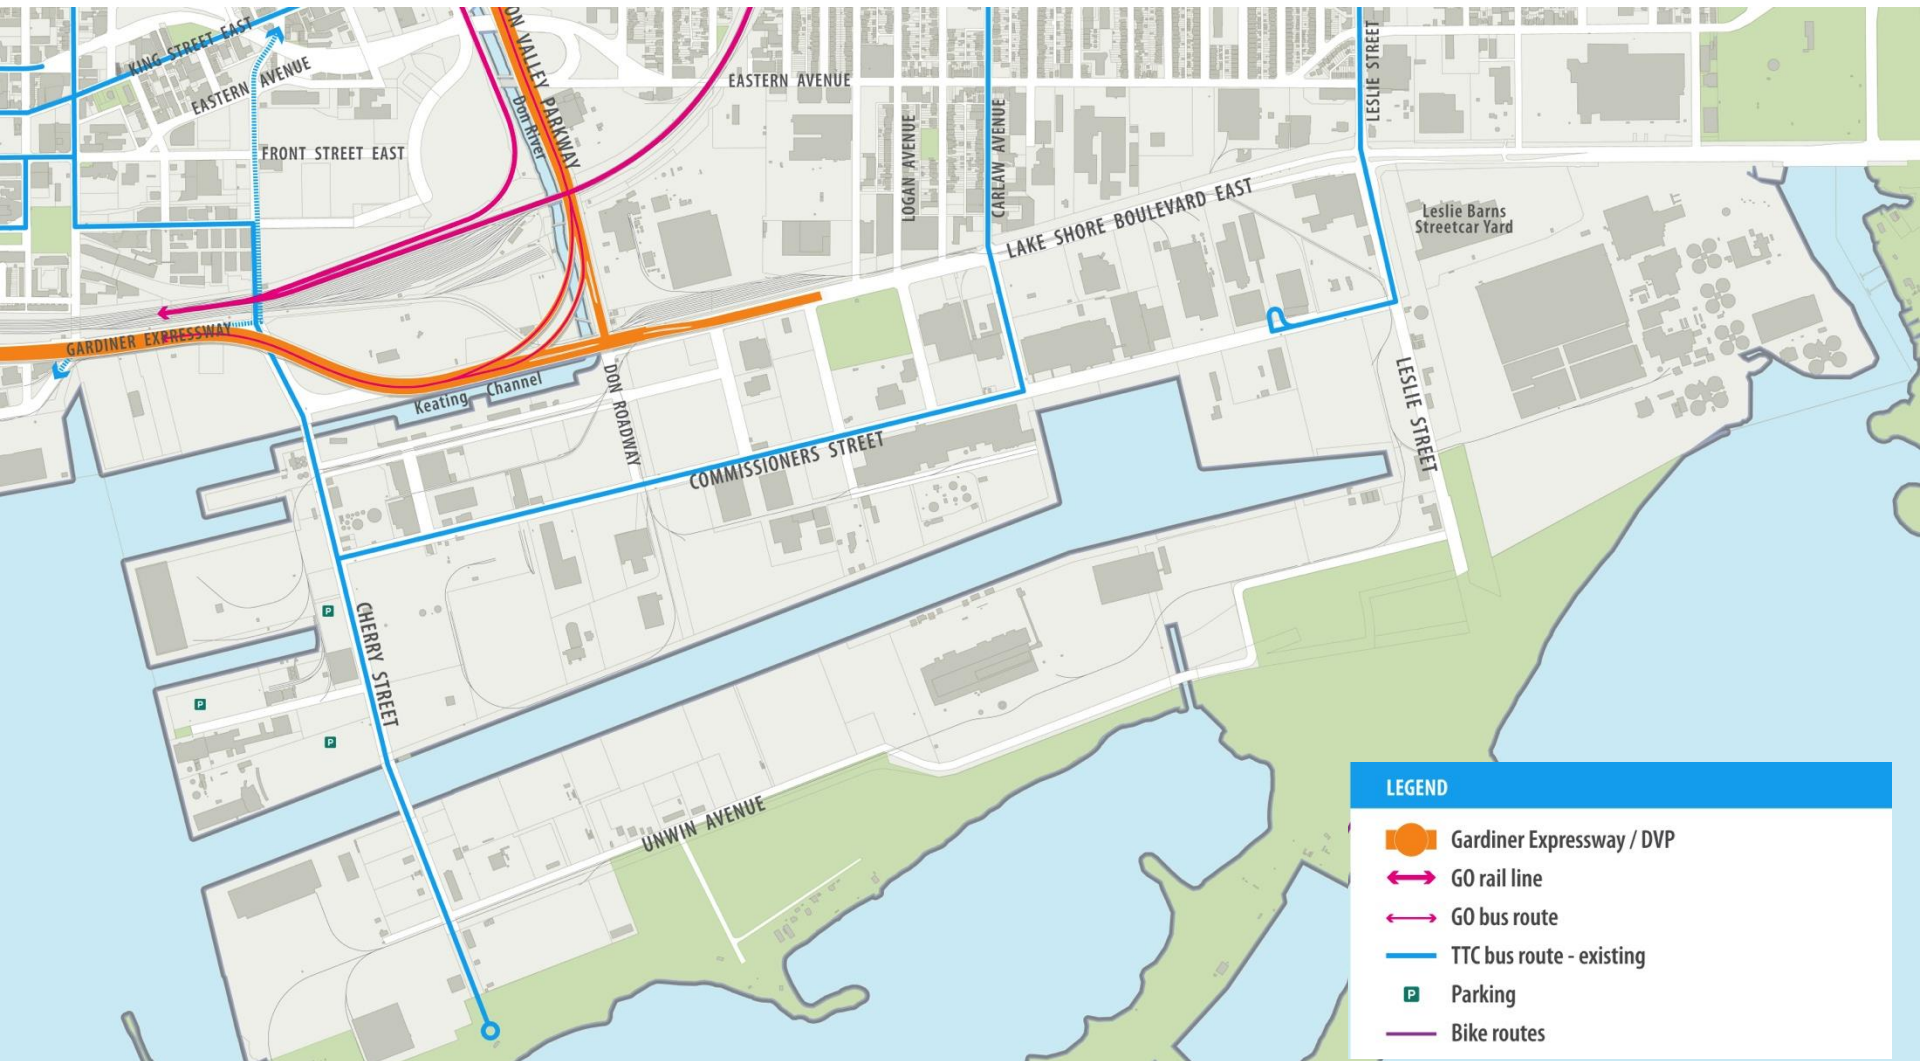 KING STREET EAST
EASTERN AVENUE
FRONT STREET EAST
Don River
DON VALLEY PARKWAY
EASTERN AVENUE
LOGAN AVENUE
CARLAW AVENUE
LESLIE STREET
LAKE SHORE BOULEVARD EAST
Leslie Barns
Streetcar Yard
GARDINER EXPRESSWAY
Keating Channel
DON ROADWAY
COMMISSIONERS STREET
LESLIE STREET
P
CHERRY STREET
P
P
UNWIN AVENUE
LEGEND
Gardiner Expressway / DVP
GO rail line
GO bus route
TTC bus route - existing
P Parking
Bike routes